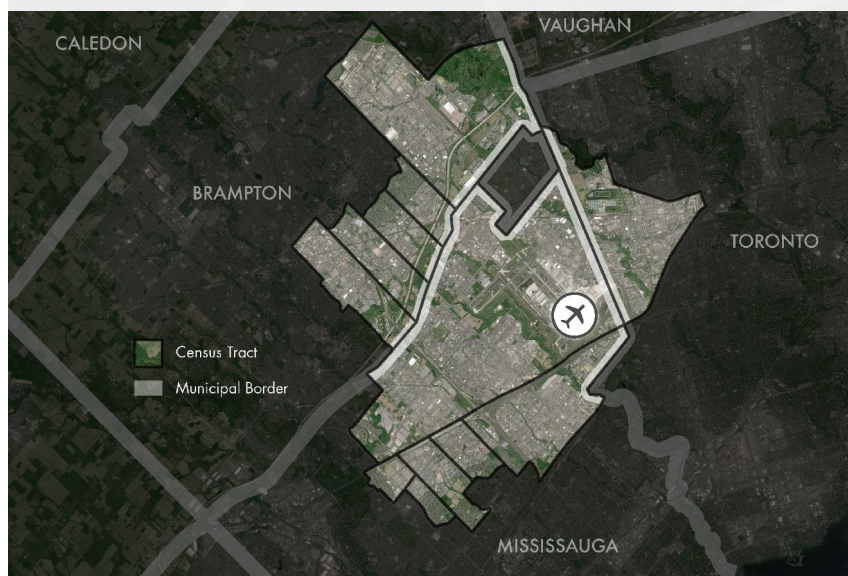 VAUGHAN
CALEDON
BRAMPTON
TORONTO
Census Tract
Municipal Border
MISSISSAUGA